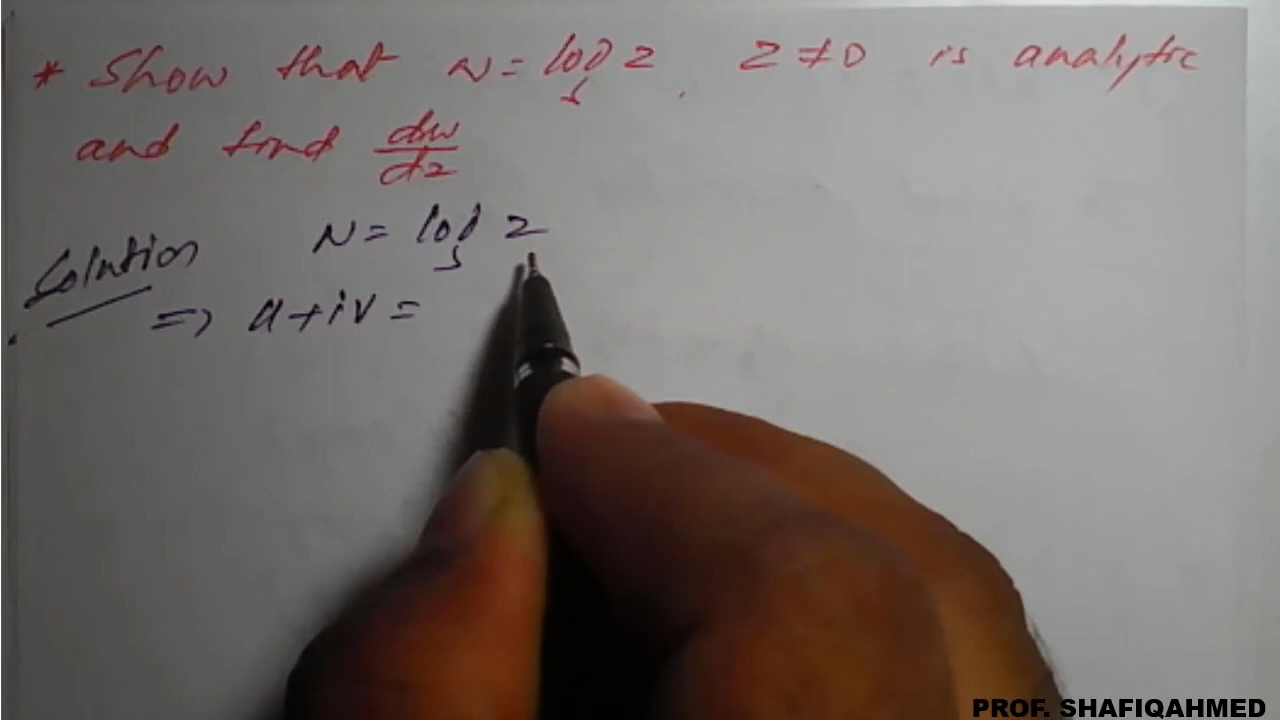 * Show that w = log z, z ≠ 0 is analytic
and find dw/dz
Solution w = log z
=> u + iv =
PROF. SHAFIQAHMED